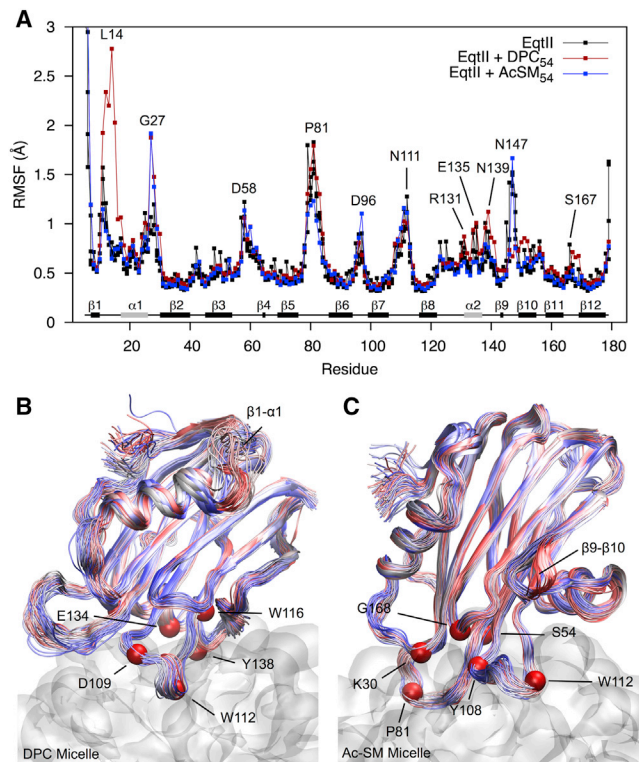 A
RMSF (Å)
3
2.5
2
1.5
1
0.5
0
L14
G27
D58
P81
D96
N111
R131
E135
N139
N147
S167
EqtII
EqtII + DPC54
EqtII + AcSM54
β1 α1 β2 β3 β4 β5 β6 β7 β8 α2 β9 β10 β11 β12
20 40 60 80 100 120 140 160 180
Residue
B
β1-α1
E134
W116
D109
Y138
W112
DPC Micelle
C
β9-β10
G168
S54
K30
W112
Y108
P81
Ac-SM Micelle